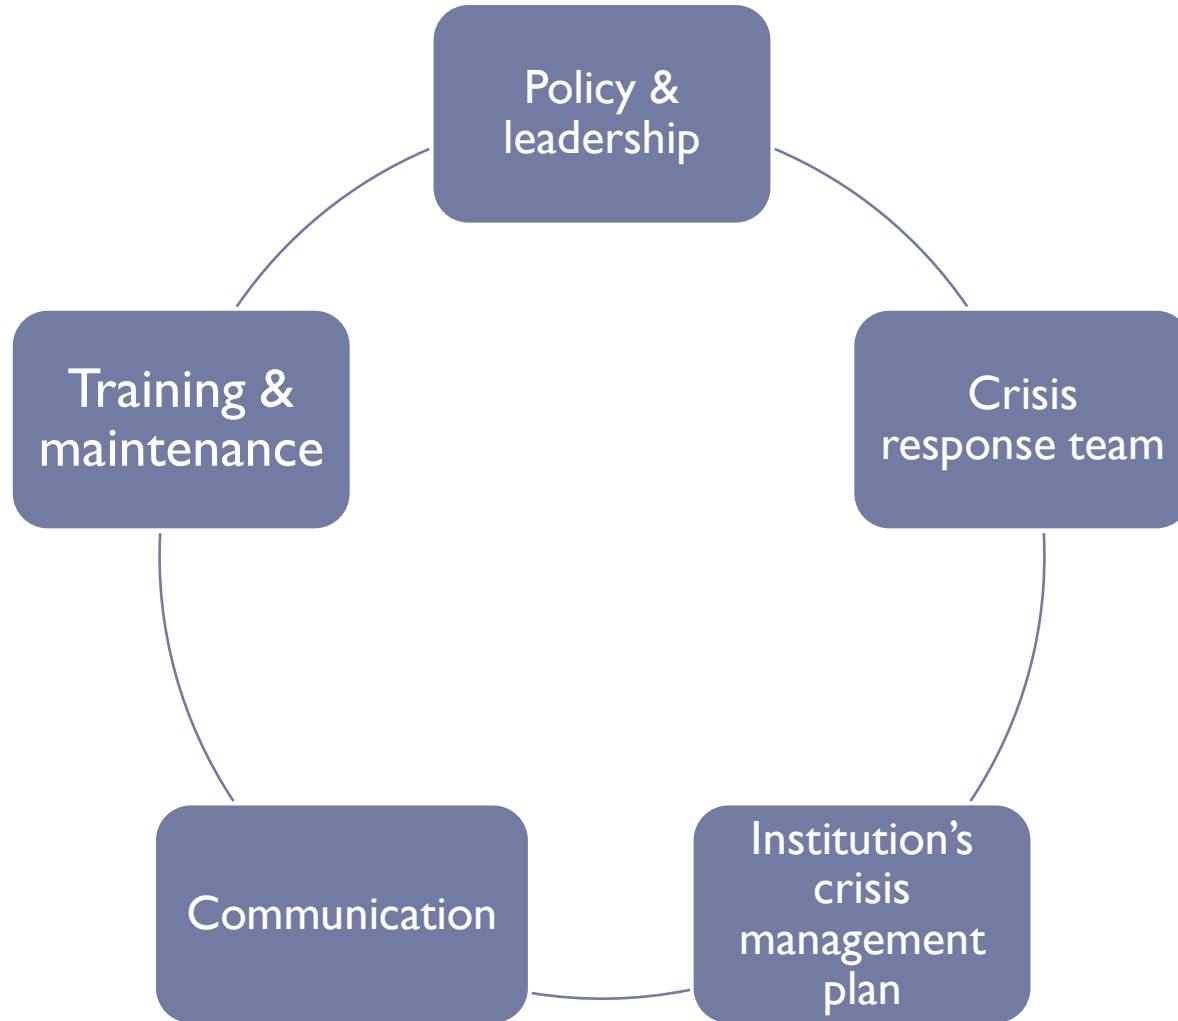 Policy &
leadership
Crisis
response team
Institution’s
crisis
management
plan
Communication
Training &
maintenance